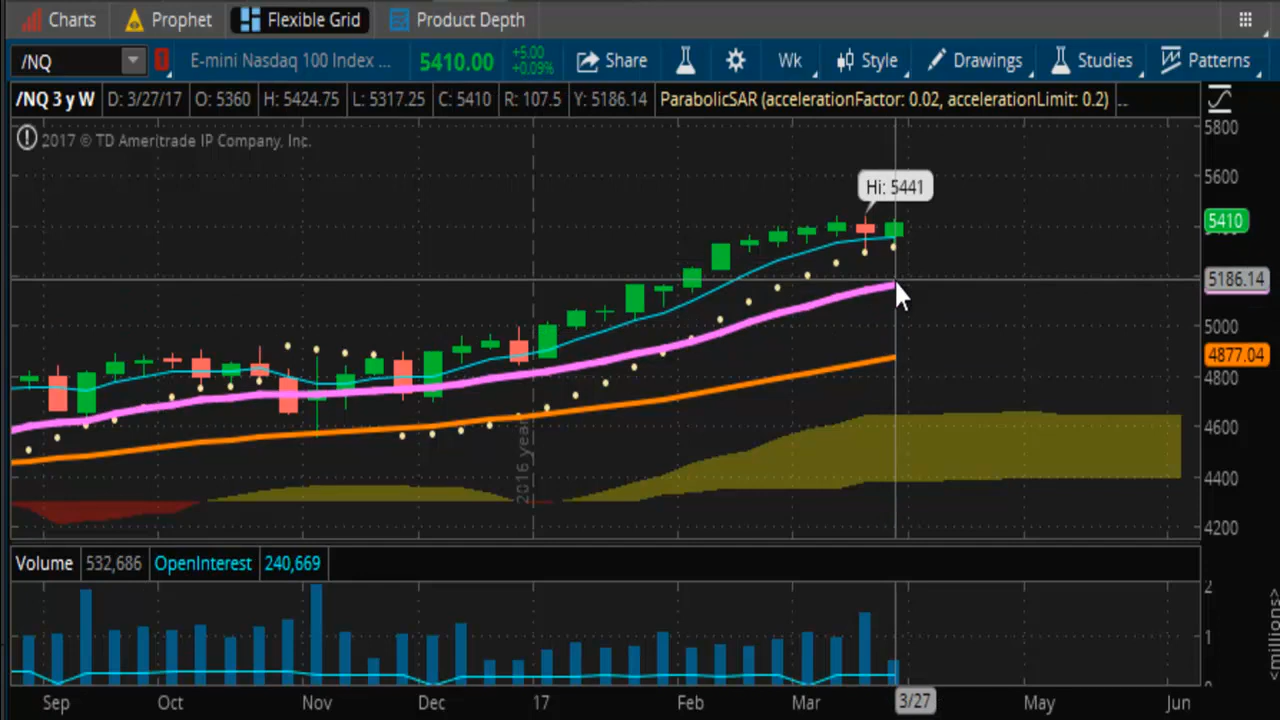 Charts Prophet Flexible Grid Product Depth
/NQ E-mini Nasdaq 100 Index ... 5410.00 +5.00 +0.09% Share Wk Style Drawings Studies Patterns
/NQ 3 y W D: 3/27/17 O: 5360 H: 5424.75 L: 5317.25 C: 5410 R: 107.5 Y: 5186.14 ParabolicSAR (accelerationFactor: 0.02, accelerationLimit: 0.2) ...
2017 © TD Ameritrade IP Company, Inc.
5800
5600
Hi: 5441
5410
5186.14
5000
4877.04
4800
4600
4400
4200
2016 year
Volume 532,686 OpenInterest 240,669
2
1
0
<millions>
Sep Oct Nov Dec 17 Feb Mar 3/27 May Jun